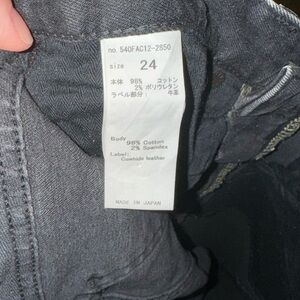 no. 540FAC12-2850
size 24
本体 98% コットン
2% ポリウレタン
ラベル部分: 牛革
Body
98% Cotton
2% Spandex
Label:
Cowhide leather
MADE IN JAPAN